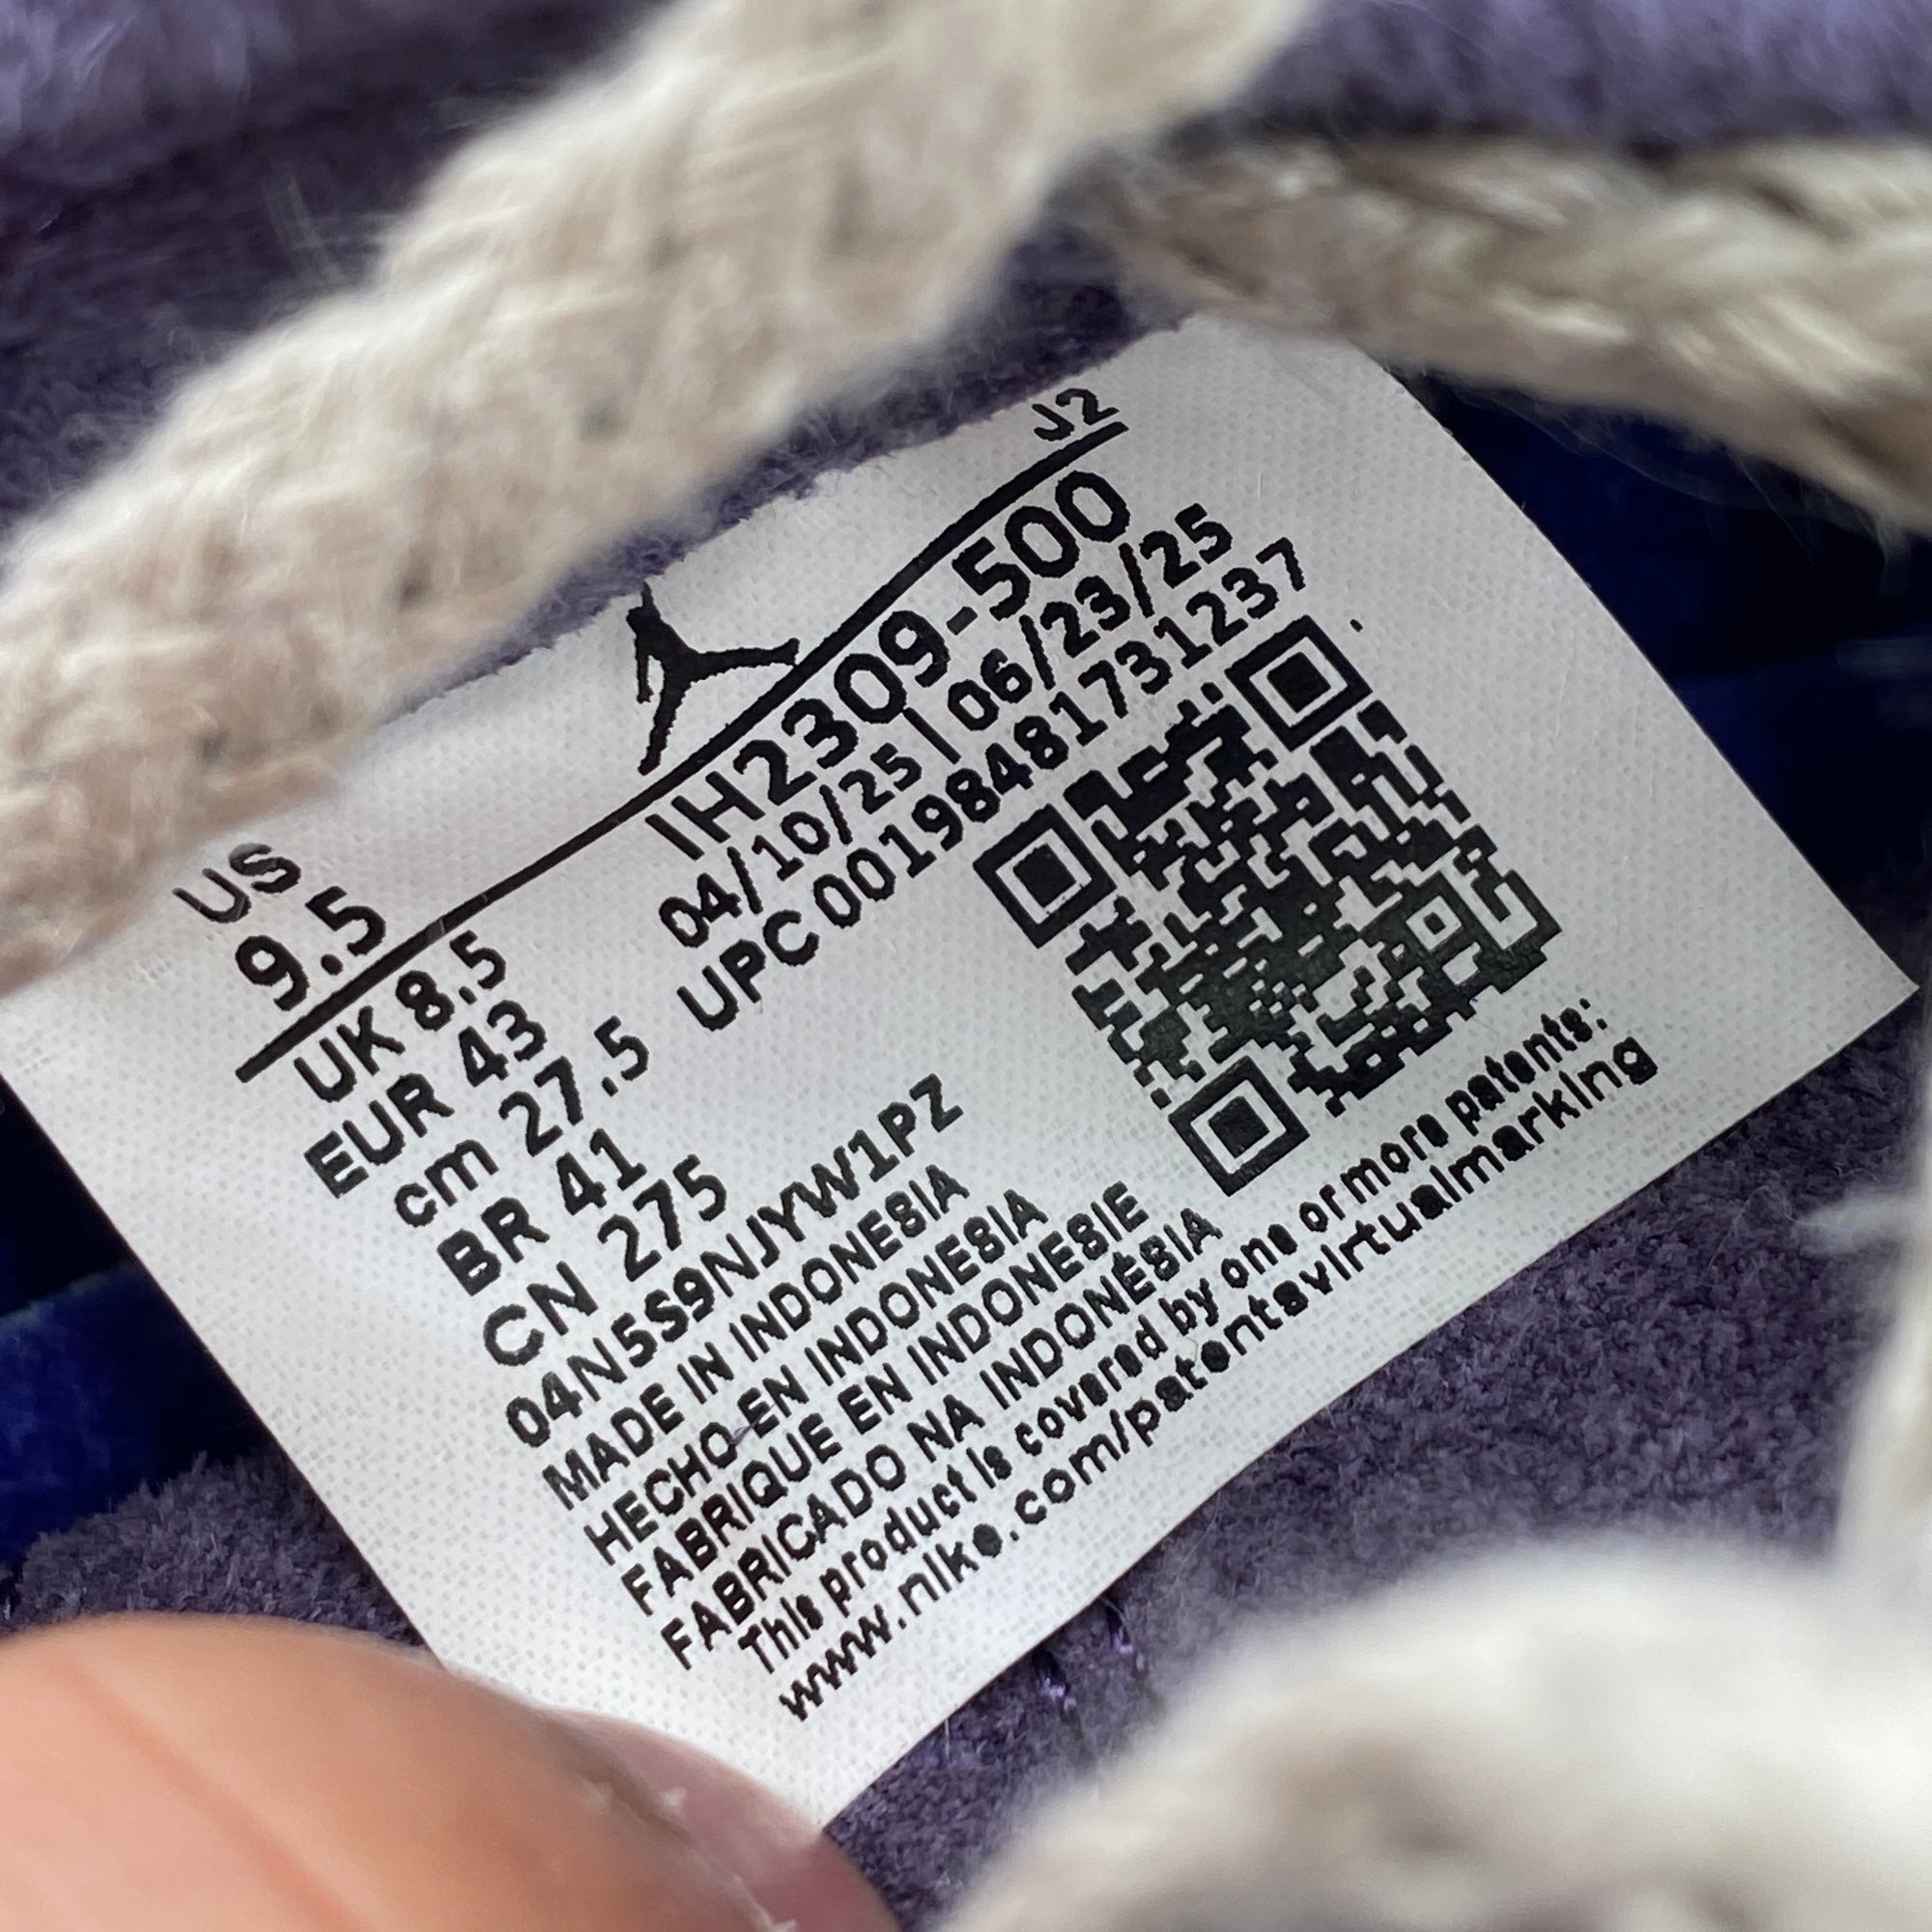 J2
US
9.5
IH2309-500
04/10/25 | 06/23/25
UPC 00198481731237
UK 8.5
EUR 43
cm 27.5
BR 41
CN 275
04N5S9NJYW1PZ
MADE IN INDONESIA
HECHO EN INDONESIA
FABRIQUE EN INDONESIE
FABRICADO NA INDONÉSIA
This product is covered by one or more patents:
www.nike.com/patentsvirtualmarking